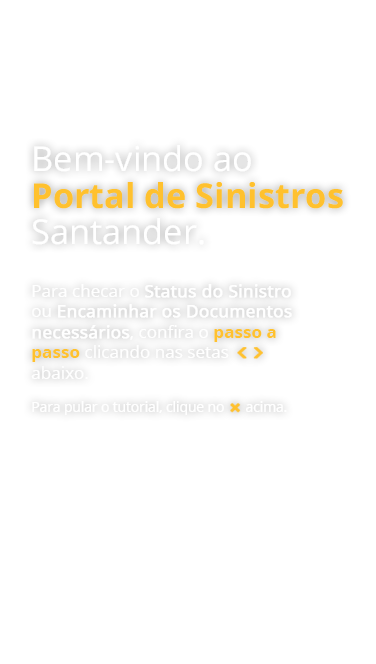 Bem-vindo ao
Portal de Sinistros
Santander.
Para checar o Status do Sinistro
ou Encaminhar os Documentos
necessários, confira o passo a
passo clicando nas setas < >
abaixo.
Para pular o tutorial, clique no ✖ acima.